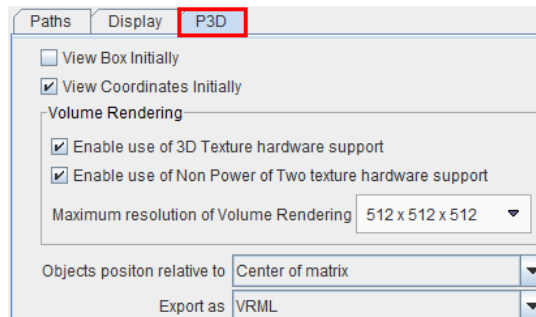 Paths Display P3D
View Box Initially
View Coordinates Initially
Volume Rendering
Enable use of 3D Texture hardware support
Enable use of Non Power of Two texture hardware support
Maximum resolution of Volume Rendering 512 x 512 x 512
Objects positon relative to Center of matrix
Export as VRML